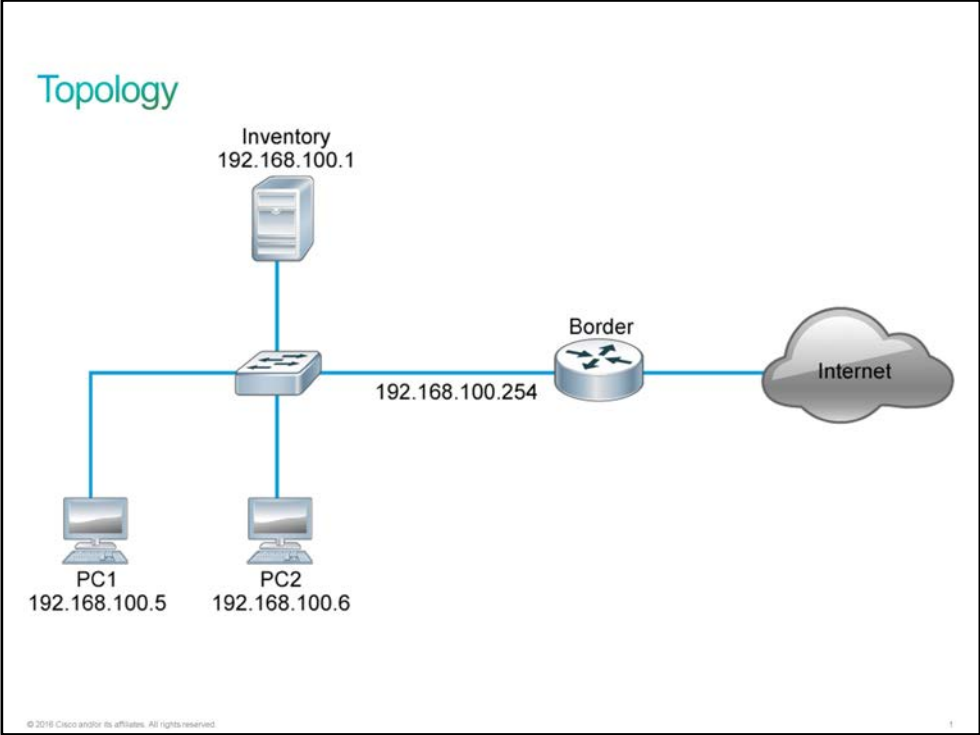 Topology
Inventory
192.168.100.1
Border
Internet
192.168.100.254
PC1
192.168.100.5
PC2
192.168.100.6
© 2016 Cisco and/or its affiliates. All rights reserved.
1